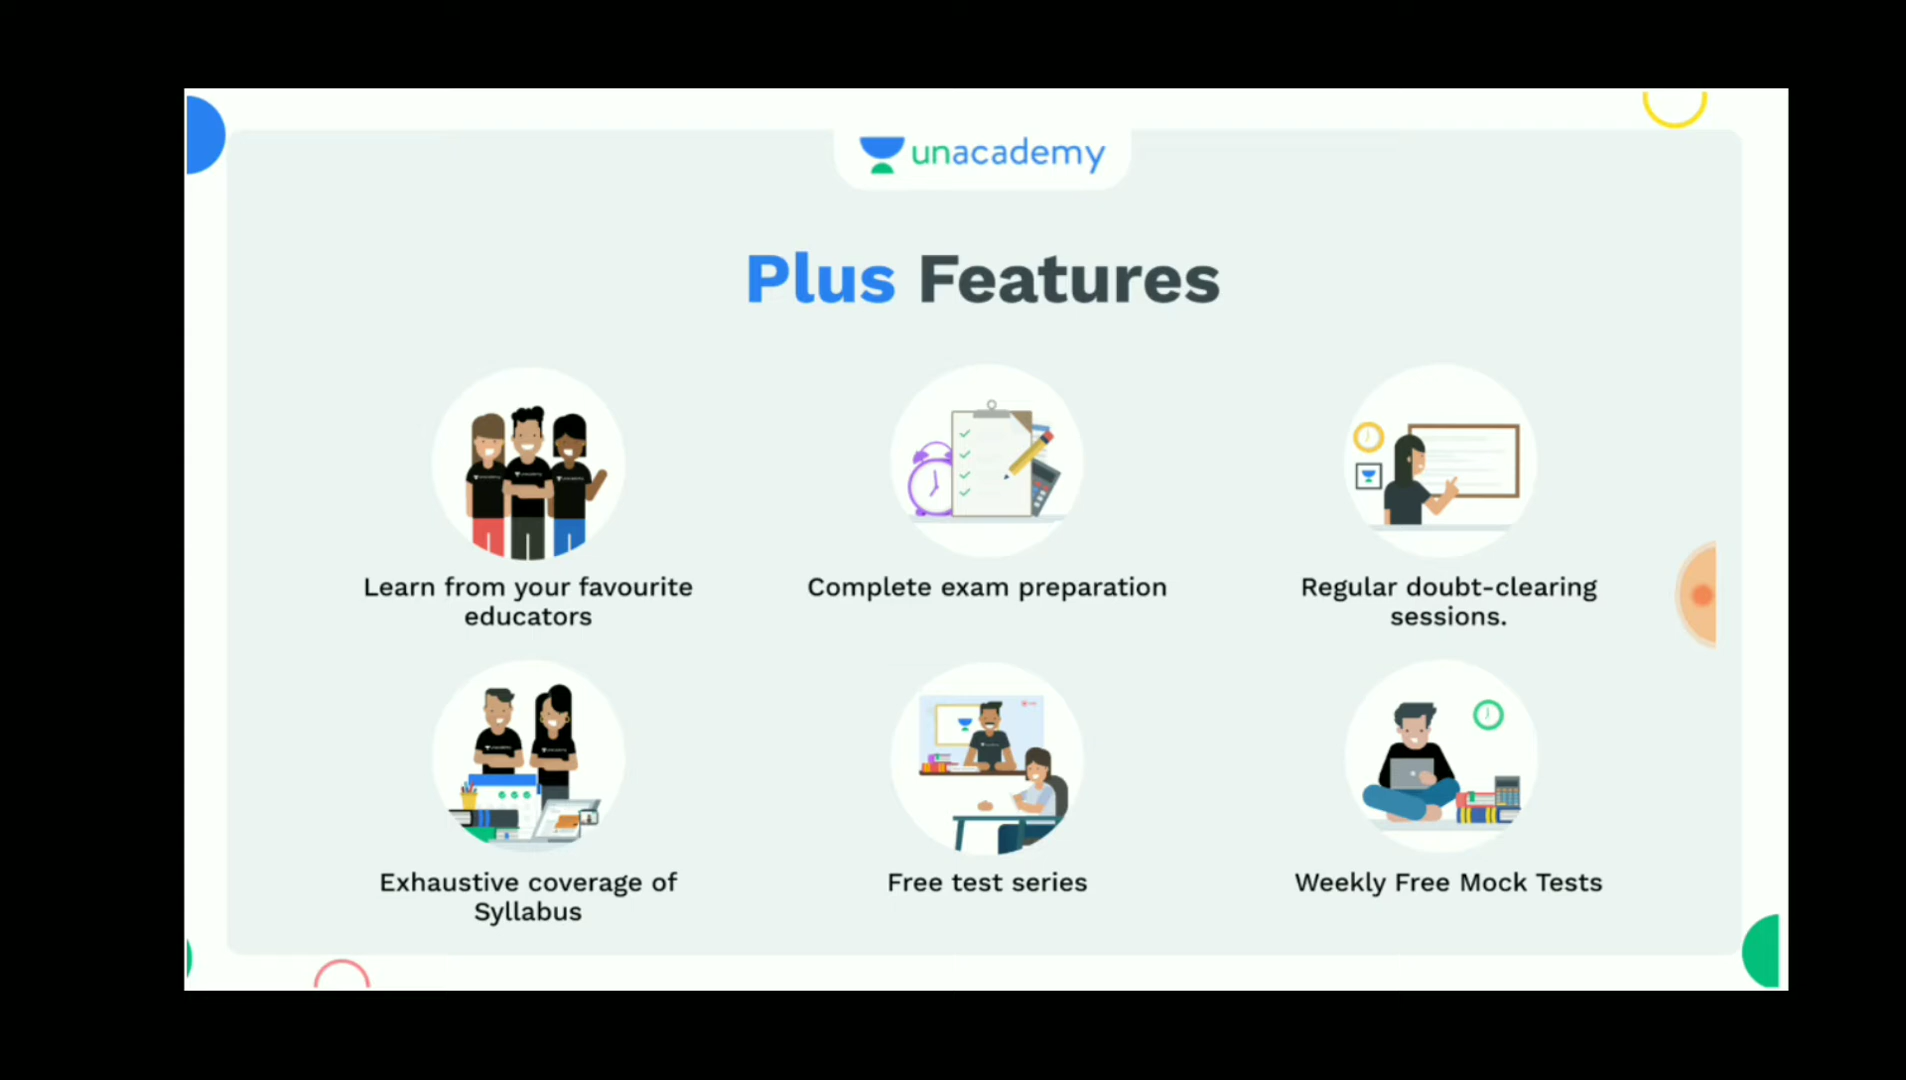 unacademy
Plus Features
Learn from your favourite
educators
Complete exam preparation
Regular doubt-clearing
sessions.
Exhaustive coverage of
Syllabus
Free test series
Weekly Free Mock Tests